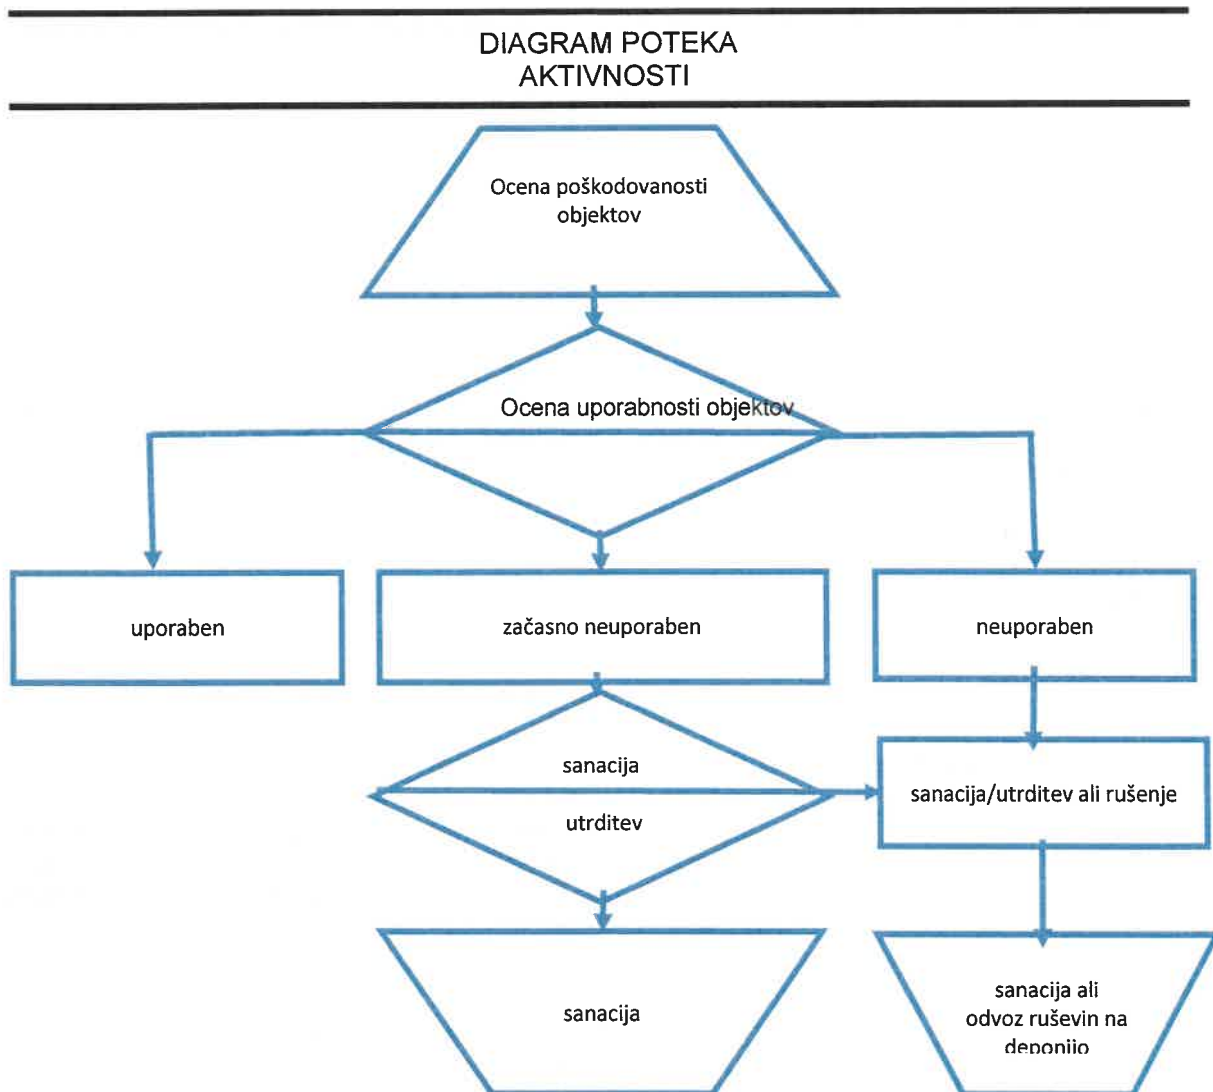 DIAGRAM POTEKA
AKTIVNOSTI
Ocena poškodovanosti
objektov
Ocena uporabnosti objektov
uporaben
začasno neuporaben
neuporaben
sanacija
utrditev
sanacija/utrditev ali rušenje
sanacija
sanacija ali
odvoz ruševin na
deponijo